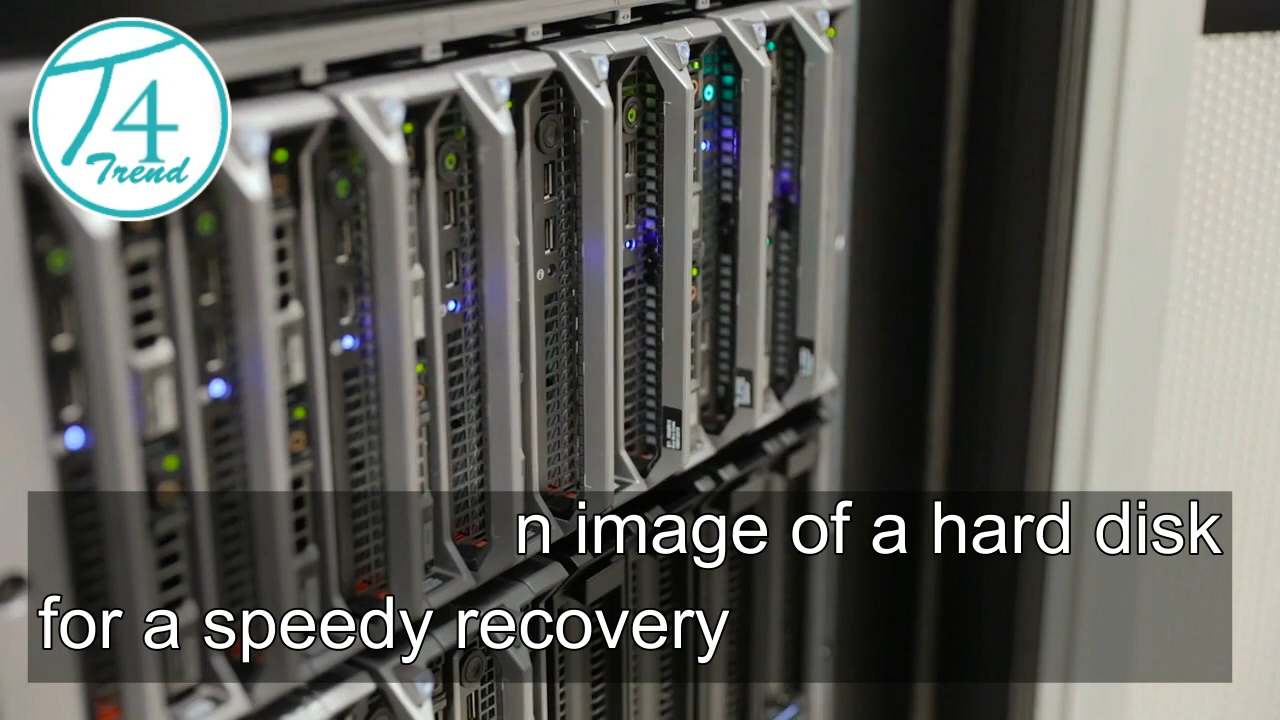 T4
Trend
n image of a hard disk
for a speedy recovery